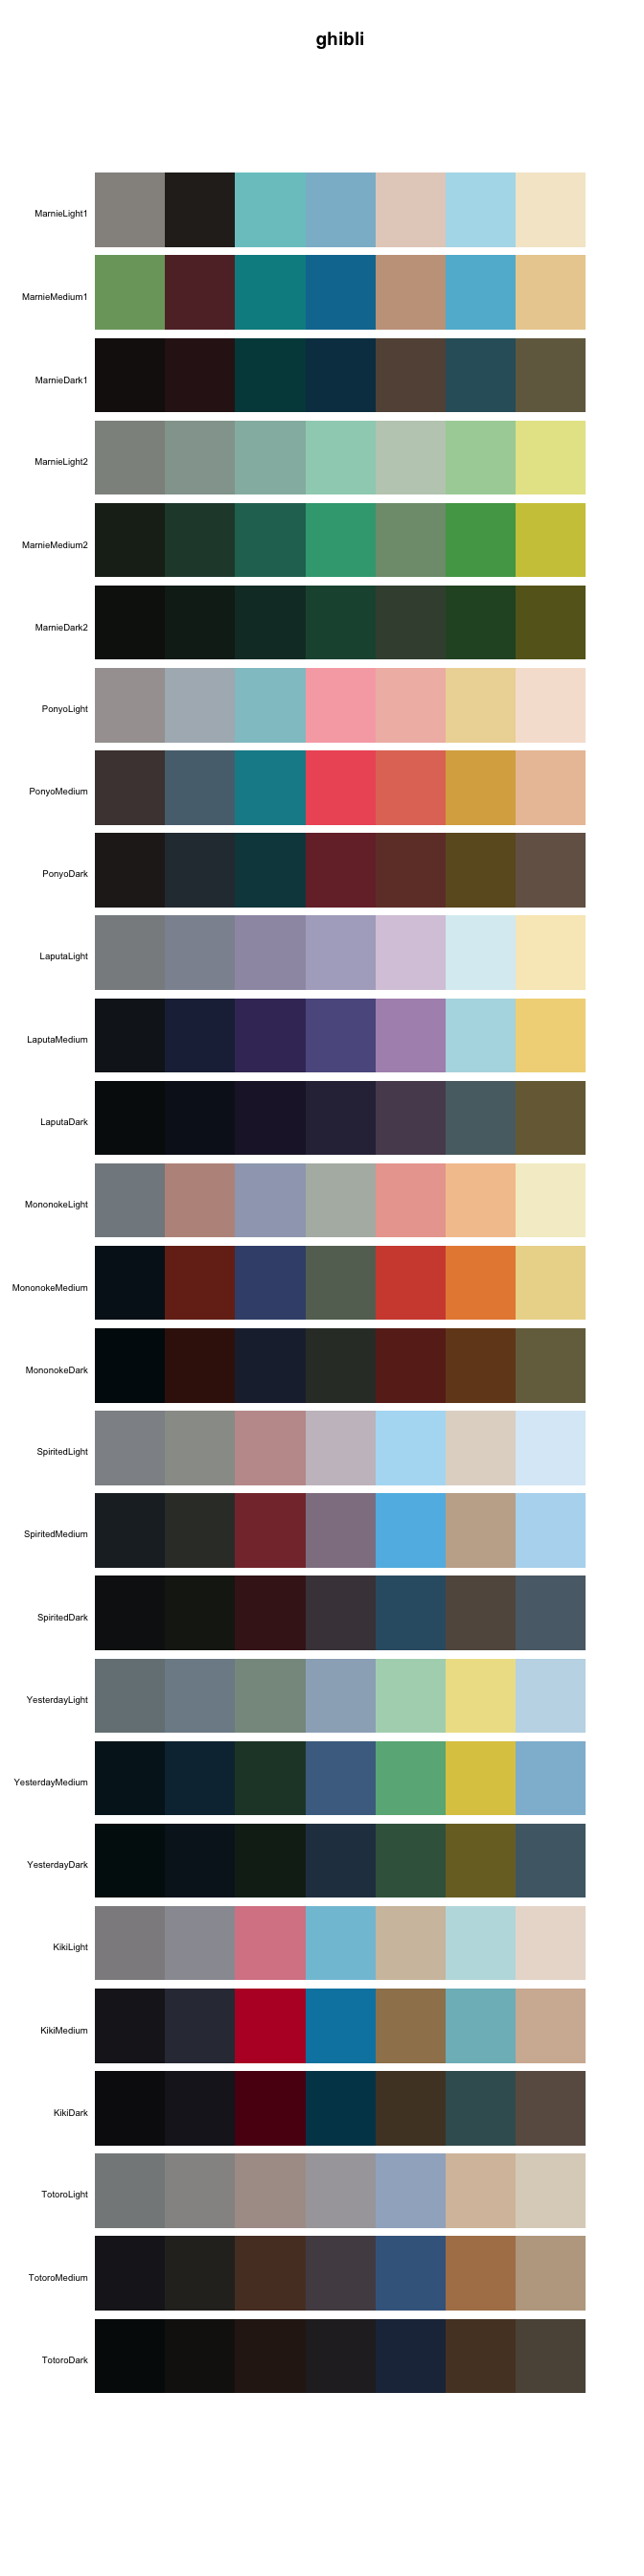 ghibli
MarnieLight1
MarnieMedium1
MarnieDark1
MarnieLight2
MarnieMedium2
MarnieDark2
PonyoLight
PonyoMedium
PonyoDark
LaputaLight
LaputaMedium
LaputaDark
MononokeLight
MononokeMedium
MononokeDark
SpiritedLight
SpiritedMedium
SpiritedDark
YesterdayLight
YesterdayMedium
YesterdayDark
KikiLight
KikiMedium
KikiDark
TotoroLight
TotoroMedium
TotoroDark